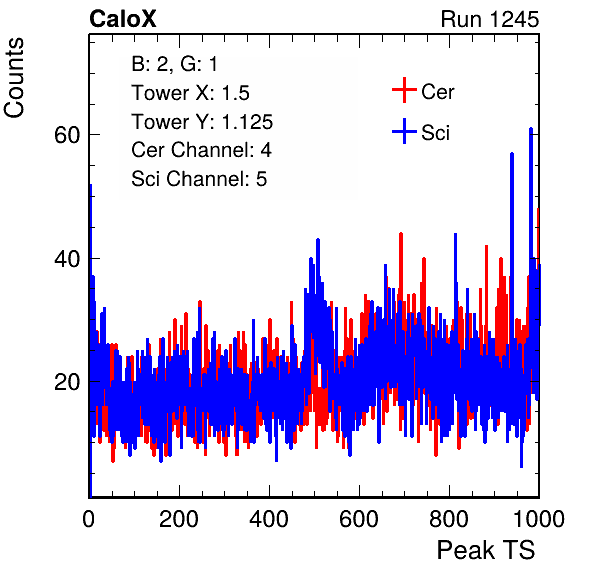 CaloX Run 1245
Counts
B: 2, G: 1
Tower X: 1.5
Tower Y: 1.125
Cer Channel: 4
Sci Channel: 5
Cer
Sci
60
40
20
0 200 400 600 800 1000
Peak TS